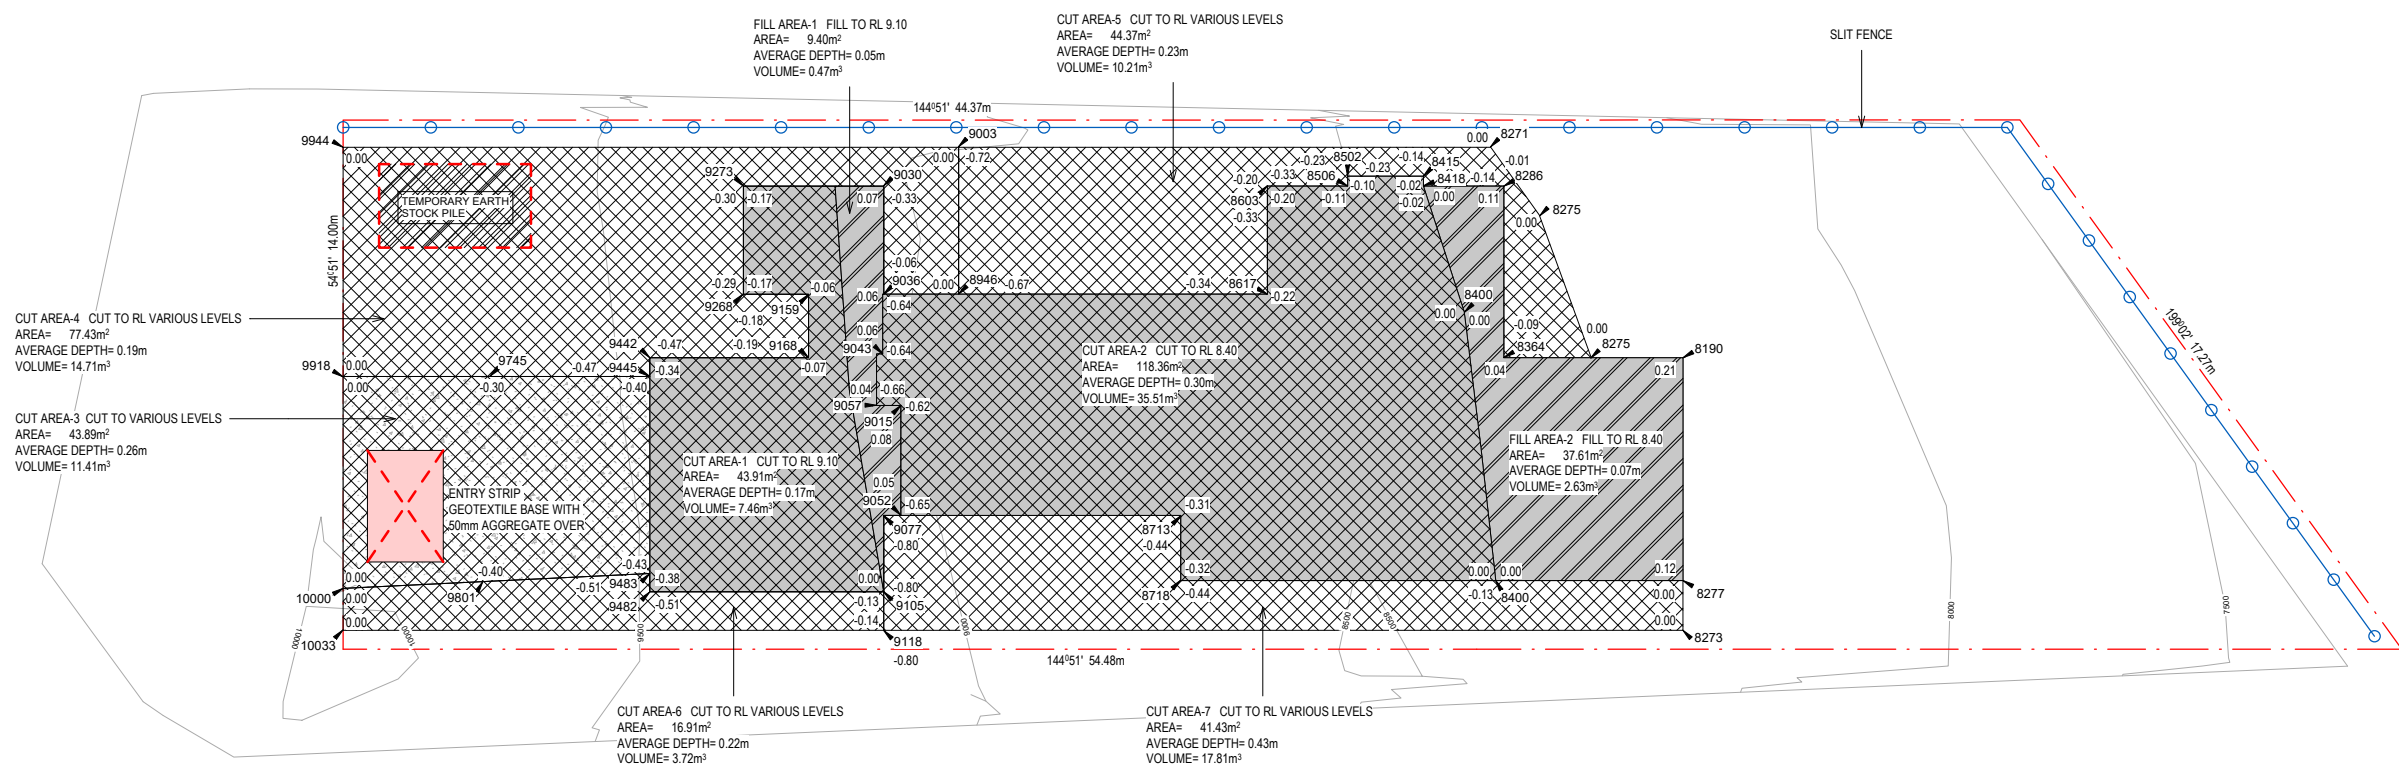 FILL AREA-1 FILL TO RL 9.10
AREA= 9.40m²
AVERAGE DEPTH= 0.05m
VOLUME= 0.47m³
CUT AREA-5 CUT TO RL VARIOUS LEVELS
AREA= 44.37m²
AVERAGE DEPTH= 0.23m
VOLUME= 10.21m³
SLIT FENCE
144⁰51' 44.37m
9944
0.00
9003
0.00
-0.72
0.00
8271
-0.01
8502
-0.23
-0.23
-0.14
8415
9273
9030
-0.20
-0.33
8506
-0.10
-0.02
8418
-0.14
8286
-0.30
-0.17
0.07
-0.33
8603
-0.20
-0.11
-0.02
0.00
0.11
-0.33
0.00
8275
TEMPORARY EARTH
STOCK PILE
54⁰51' 14.00m
-0.06
-0.29
-0.17
-0.06
9036
0.00
8946
-0.67
-0.34
8617
-0.22
9268
9159
0.06
-0.64
8400
0.00
0.00
199⁰02' 17.27m
CUT AREA-4 CUT TO RL VARIOUS LEVELS
AREA= 77.43m²
AVERAGE DEPTH= 0.19m
VOLUME= 14.71m³
-0.18
0.06
-0.09
0.00
9442
-0.47
-0.19
9168
9043
-0.64
8364
8275
8190
9918
0.00
9745
-0.47
9445
-0.34
-0.07
0.04
0.21
0.00
-0.30
-0.40
0.04
-0.66
CUT AREA-2 CUT TO RL 8.40
AREA= 118.36m²
AVERAGE DEPTH= 0.30m
VOLUME= 35.51m³
9057
-0.62
9015
0.08
CUT AREA-3 CUT TO VARIOUS LEVELS
AREA= 43.89m²
AVERAGE DEPTH= 0.26m
VOLUME= 11.41m³
FILL AREA-2 FILL TO RL 8.40
AREA= 37.61m²
AVERAGE DEPTH= 0.07m
VOLUME= 2.63m³
CUT AREA-1 CUT TO RL 9.10
AREA= 43.91m²
AVERAGE DEPTH= 0.17m
VOLUME= 7.46m³
0.05
9052
-0.65
ENTRY STRIP
GEOTEXTILE BASE WITH
50mm AGGREGATE OVER
-0.31
9077
8713
-0.80
-0.44
0.00
-0.40
-0.43
-0.38
0.00
-0.80
-0.32
0.00
0.00
0.12
10000
0.00
9801
-0.51
9483
9482
-0.51
-0.13
9105
8718
-0.44
-0.13
8400
0.00
8277
0.00
-0.14
0.00
10033
9118
8273
-0.80
144⁰51' 54.48m
10000
10000
9500
9000
8500
8500
8000
7500
CUT AREA-6 CUT TO RL VARIOUS LEVELS
AREA= 16.91m²
AVERAGE DEPTH= 0.22m
VOLUME= 3.72m³
CUT AREA-7 CUT TO RL VARIOUS LEVELS
AREA= 41.43m²
AVERAGE DEPTH= 0.43m
VOLUME= 17.81m³